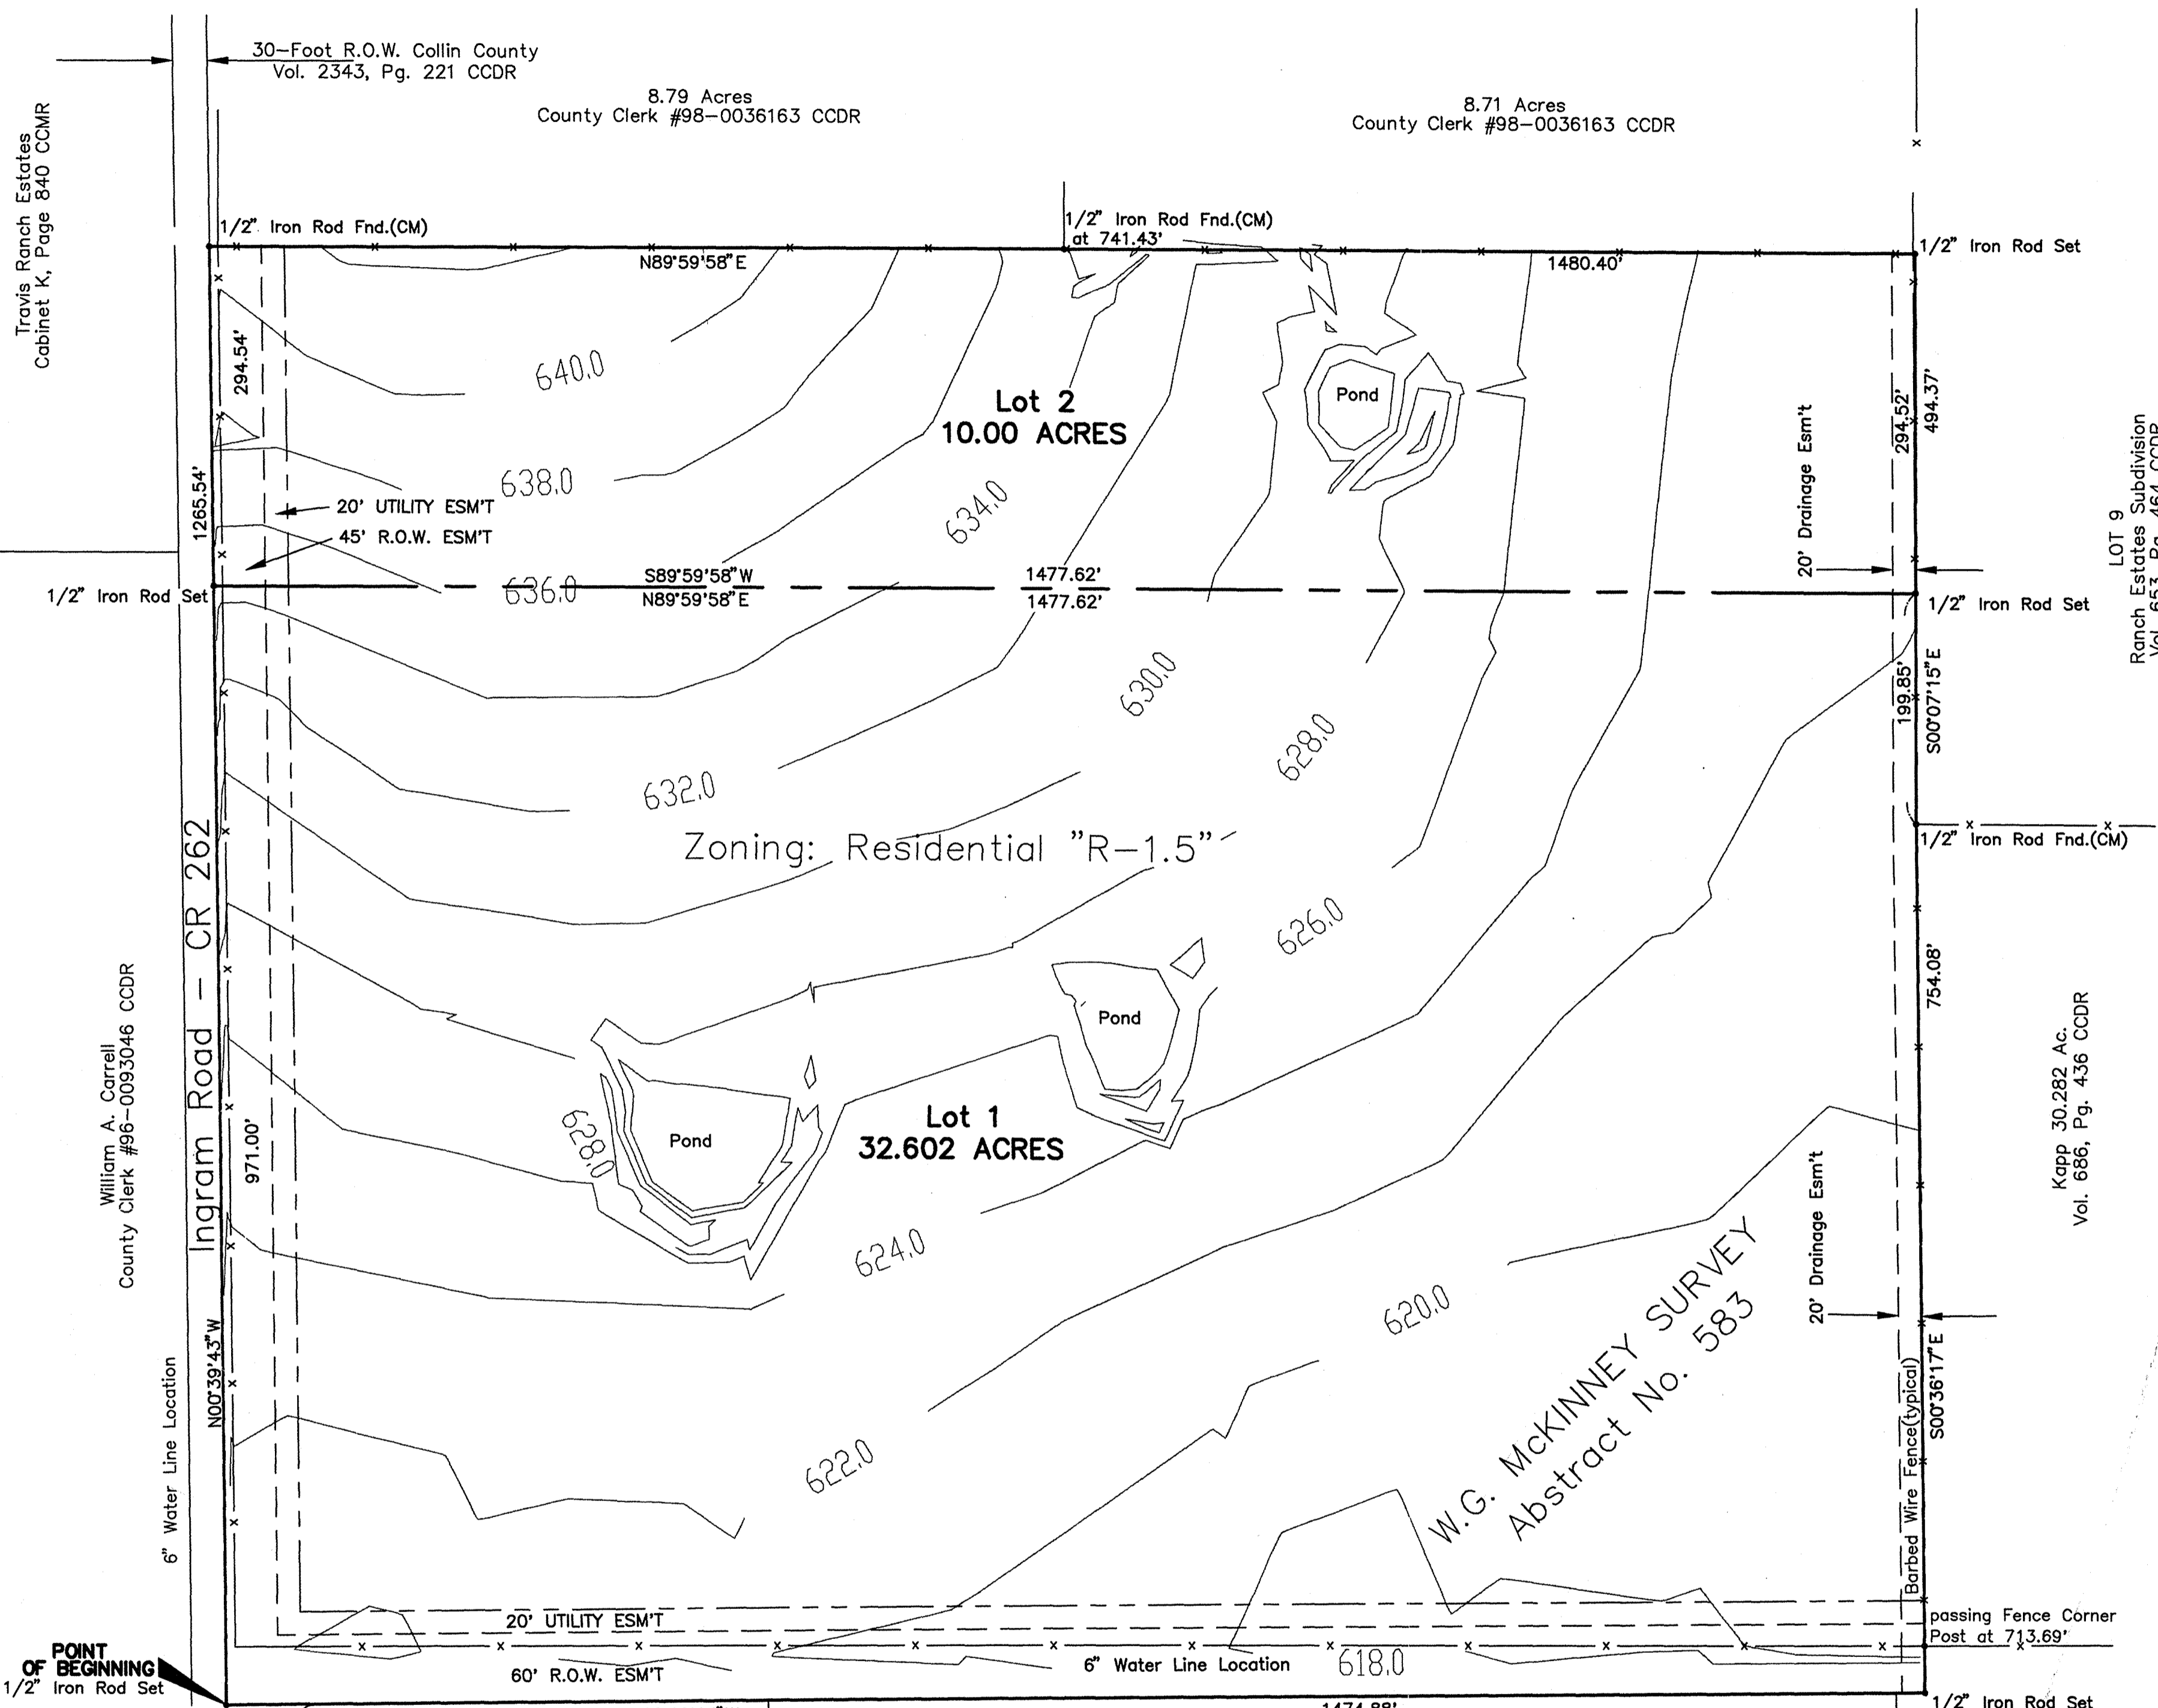 30-Foot R.O.W. Collin County
Vol. 2343, Pg. 221 CCDR
8.79 Acres
County Clerk #98-0036163 CCDR
8.71 Acres
County Clerk #98-0036163 CCDR
Travis Ranch Estates
Cabinet K, Page 840 CCMR
1/2" Iron Rod Fnd.(CM)
1/2" Iron Rod Fnd.(CM)
at 741.43'
1/2" Iron Rod Set
N89°59'58"E
1480.40'
294.54'
640.0
Lot 2
10.00 ACRES
Pond
294.52'
494.37'
20' Drainage Esm't
LOT 9
Ranch Estates Subdivision
Vol. 653, Pg. 464 CCDR
1265.54'
638.0
634.0
20' UTILITY ESM'T
45' R.O.W. ESM'T
1/2" Iron Rod Set
636.0
S89°59'58"W
1477.62'
N89°59'58"E
1477.62'
1/2" Iron Rod Set
630.0
199.85'
S00°07'15"E
628.0
632.0
Zoning: Residential "R-1.5"
1/2" Iron Rod Fnd.(CM)
Ingram Road - CR 262
626.0
754.08'
William A. Carrell
County Clerk #96-0093046 CCDR
Pond
Kapp 30.282 Ac.
Vol. 686, Pg. 436 CCDR
971.00'
628.0
Pond
Lot 1
32.602 ACRES
20' Drainage Esm't
624.0
620.0
W.G. McKINNEY SURVEY
Abstract No. 583
N00°39'43"W
6" Water Line Location
S00°36'17"E
Barbed Wire Fence(typical)
622.0
20' UTILITY ESM'T
passing Fence Corner
Post at 713.69'
POINT
OF BEGINNING
1/2" Iron Rod Set
60' R.O.W. ESM'T
6" Water Line Location
618.0
1474.88'
1/2" Iron Rod Set